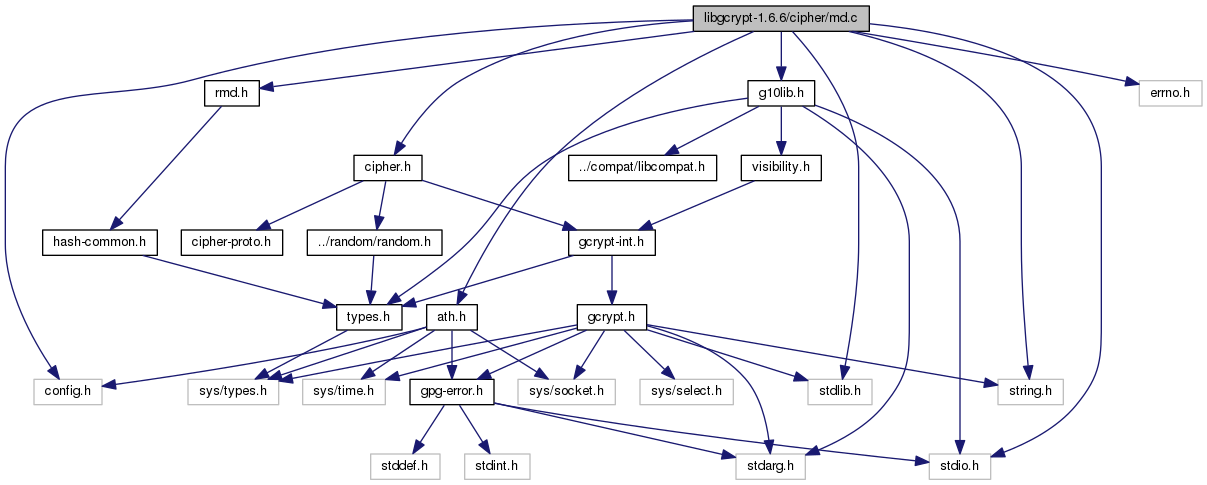 libgcrypt-1.6.6/cipher/md.c
rmd.h
g10lib.h
errno.h
cipher.h
../compat/libcompat.h
visibility.h
hash-common.h
cipher-proto.h
../random/random.h
gcrypt-int.h
types.h
ath.h
gcrypt.h
config.h
sys/types.h
sys/time.h
gpg-error.h
sys/socket.h
sys/select.h
stdlib.h
string.h
stddef.h
stdint.h
stdarg.h
stdio.h